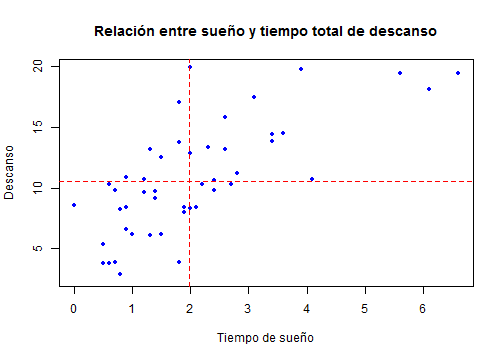 Relación entre sueño y tiempo total de descanso
20
15
10
5
Descanso
0 1 2 3 4 5 6
Tiempo de sueño